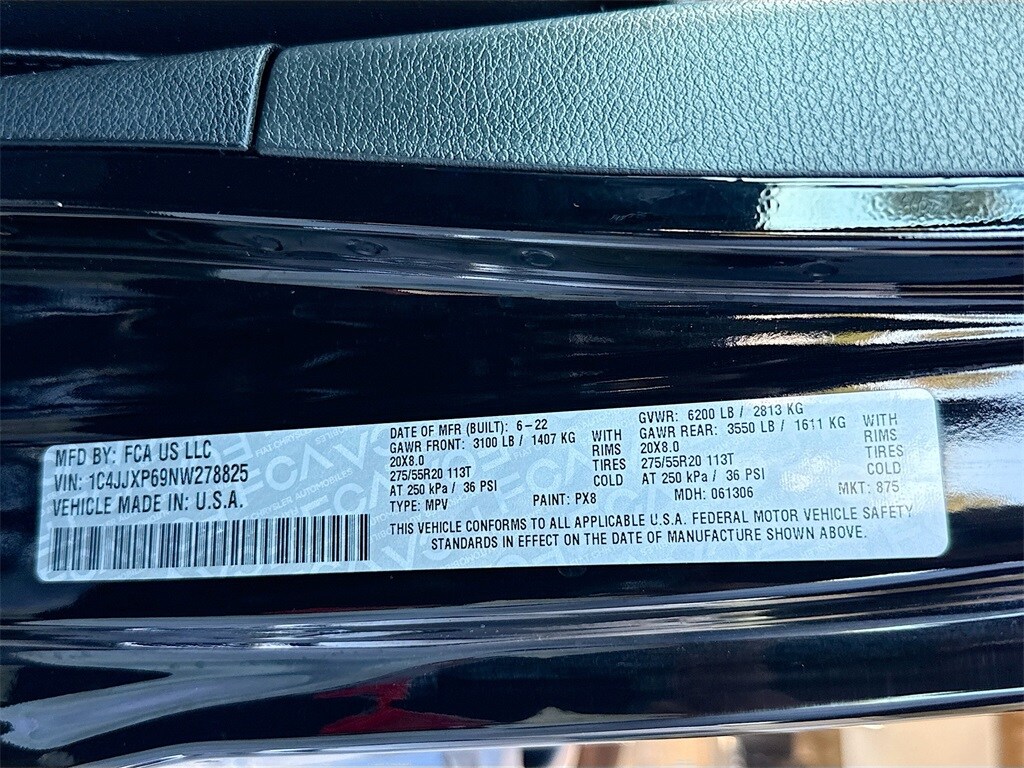 MFD BY: FCA US LLC
VIN: 1C4JJXP69NW278825
VEHICLE MADE IN: U.S.A.
DATE OF MFR (BUILT): 6-22
GAWR FRONT: 3100 LB / 1407 KG WITH
20X8.0 RIMS
275/55R20 113T TIRES
AT 250 kPa / 36 PSI COLD
TYPE: MPV PAINT: PX8
GVWR: 6200 LB / 2813 KG
GAWR REAR: 3550 LB / 1611 KG WITH
20X8.0 RIMS
275/55R20 113T TIRES
AT 250 kPa / 36 PSI COLD
MDH: 061306 MKT: 875
THIS VEHICLE CONFORMS TO ALL APPLICABLE U.S.A. FEDERAL MOTOR VEHICLE SAFETY
STANDARDS IN EFFECT ON THE DATE OF MANUFACTURE SHOWN ABOVE.